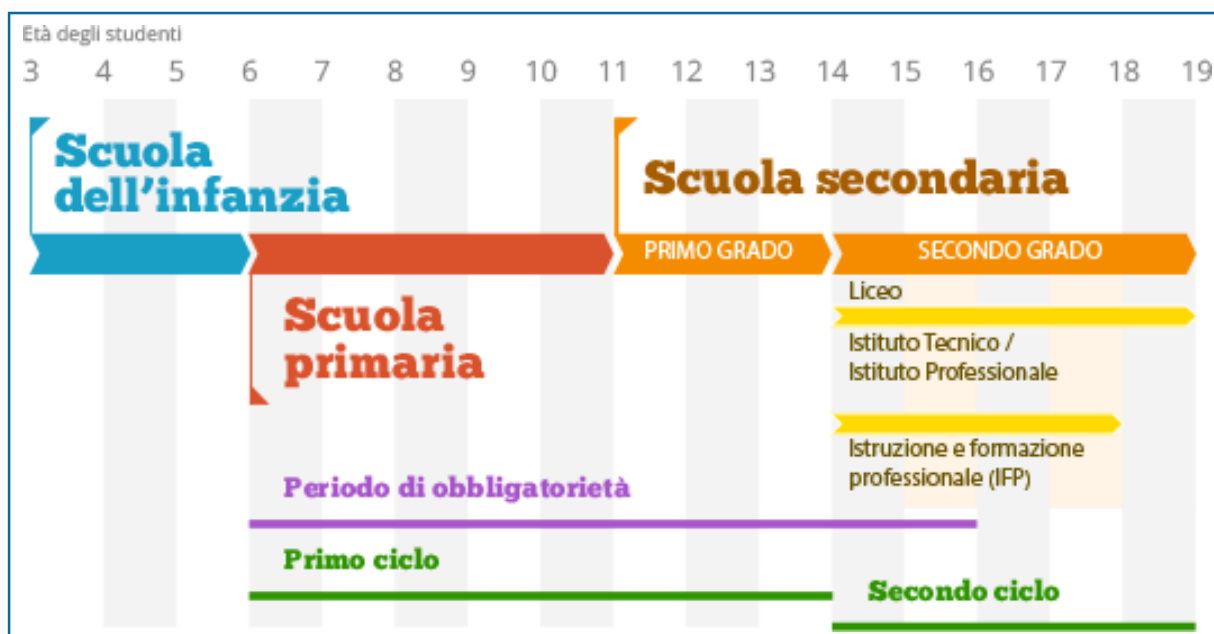 Età degli studenti
3 4 5 6 7 8 9 10 11 12 13 14 15 16 17 18 19
Scuola
dell'infanzia
Scuola secondaria
PRIMO GRADO
SECONDO GRADO
Scuola
primaria
Liceo
Istituto Tecnico /
Istituto Professionale
Istruzione e formazione
professionale (IFP)
Periodo di obbligatorietà
Primo ciclo
Secondo ciclo